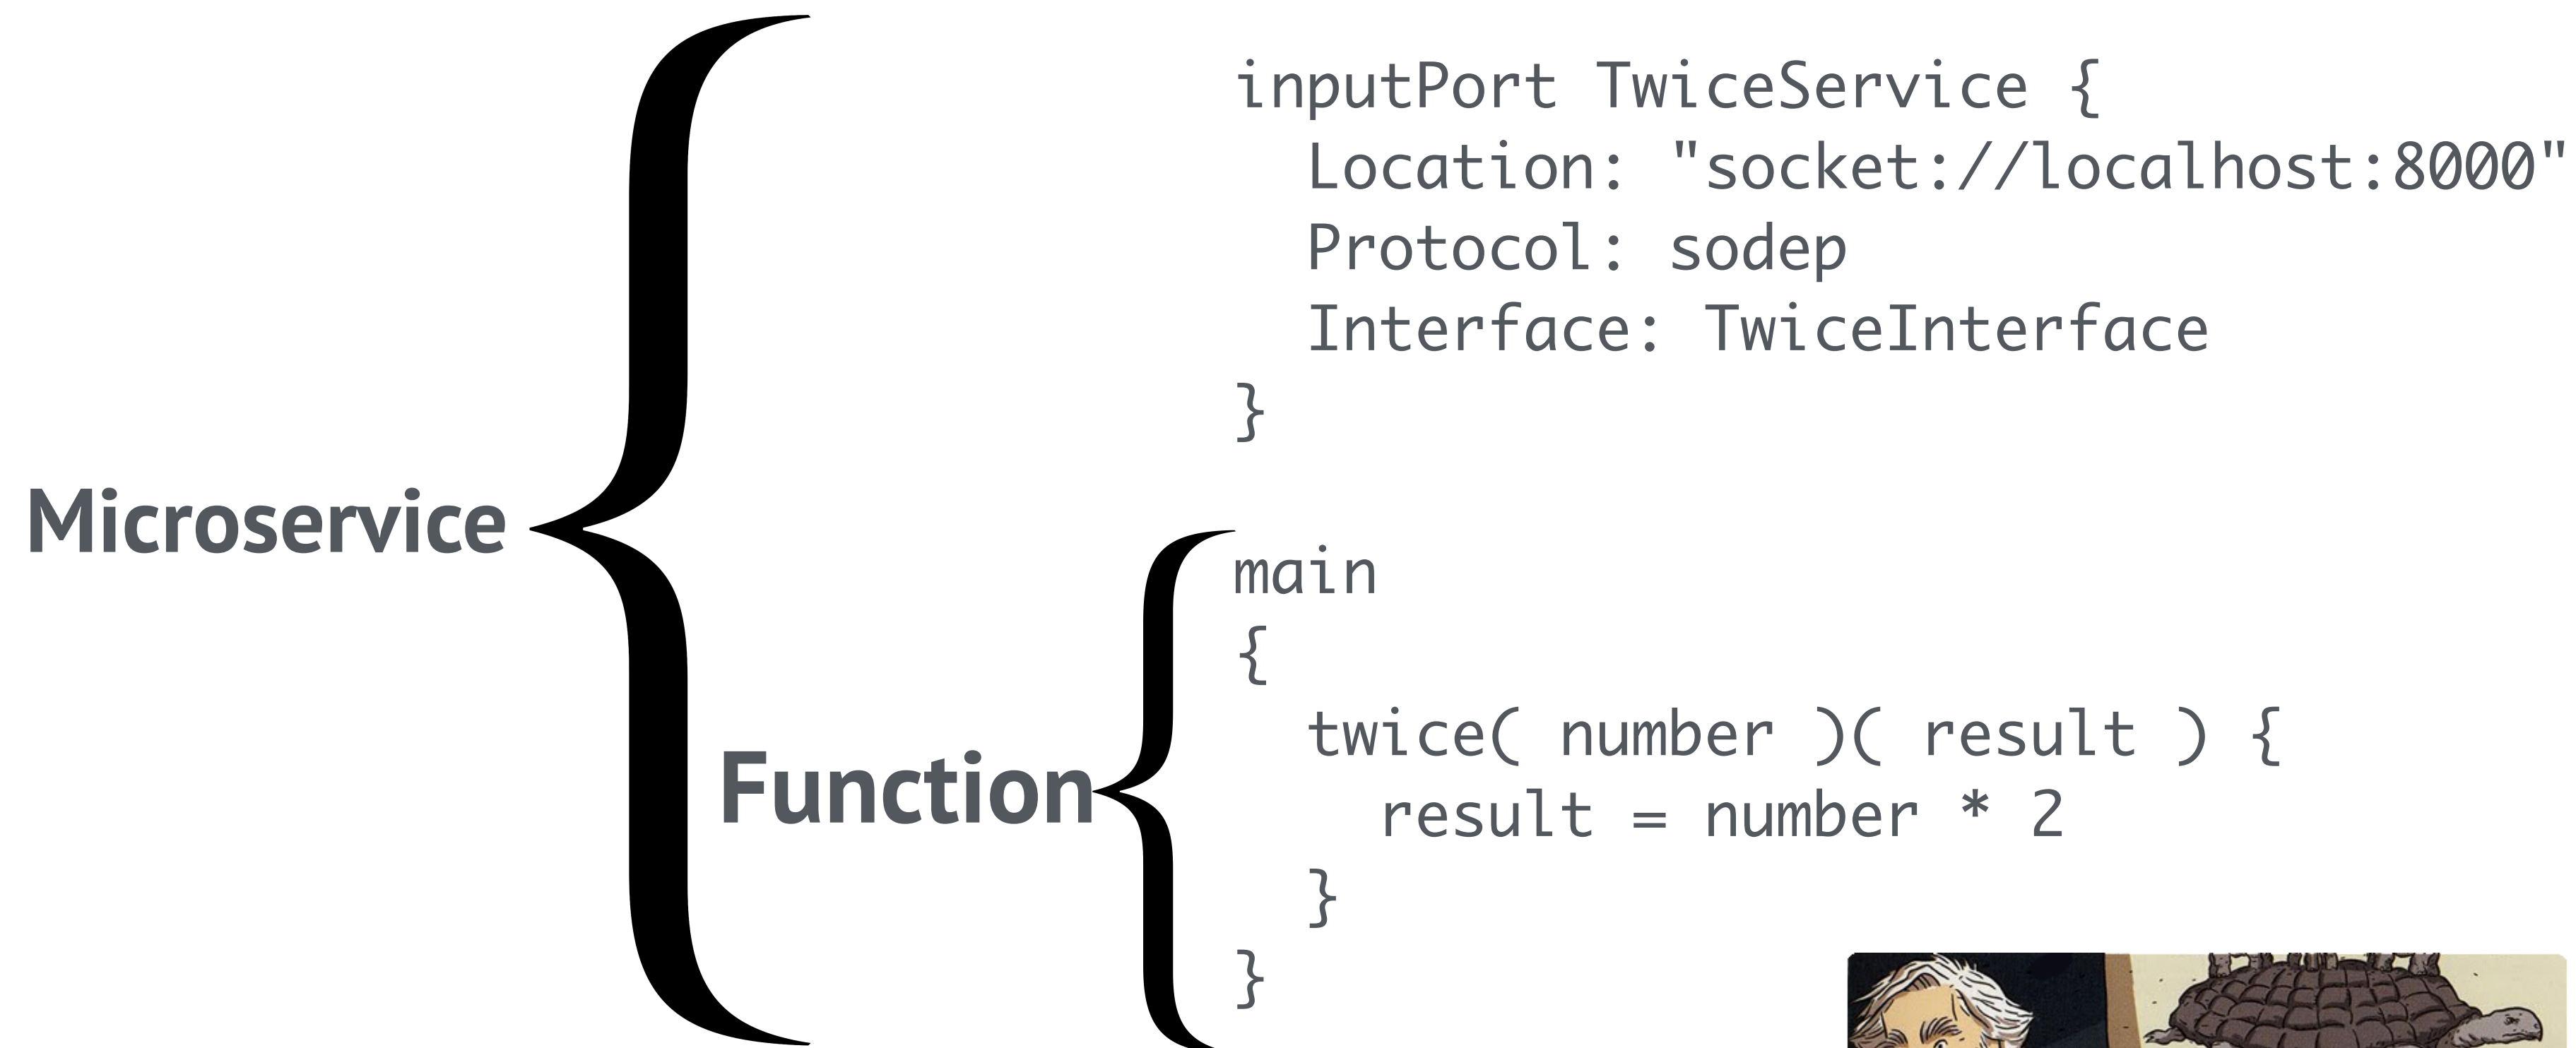 inputPort TwiceService {
Location: "socket://localhost:8000"
Protocol: sodep
Interface: TwiceInterface
}
Microservice
main
{
twice( number )( result ) {
Function
result = number * 2
}
}